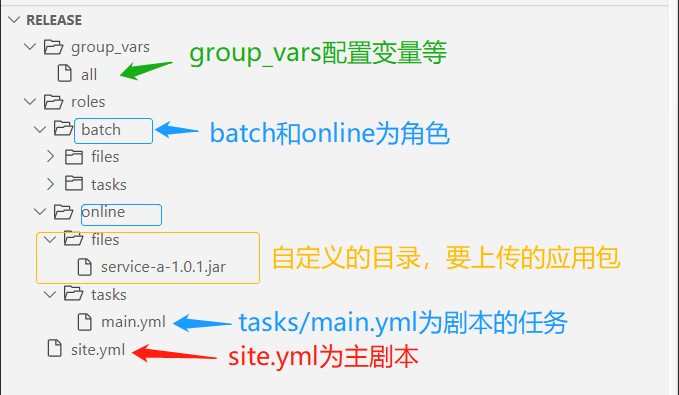 RELEASE
group_vars
group_vars配置变量等
all
roles
batch
batch和online为角色
files
tasks
online
files
自定义的目录，要上传的应用包
service-a-1.0.1.jar
tasks
main.yml
tasks/main.yml为剧本的任务
site.yml
site.yml为主剧本